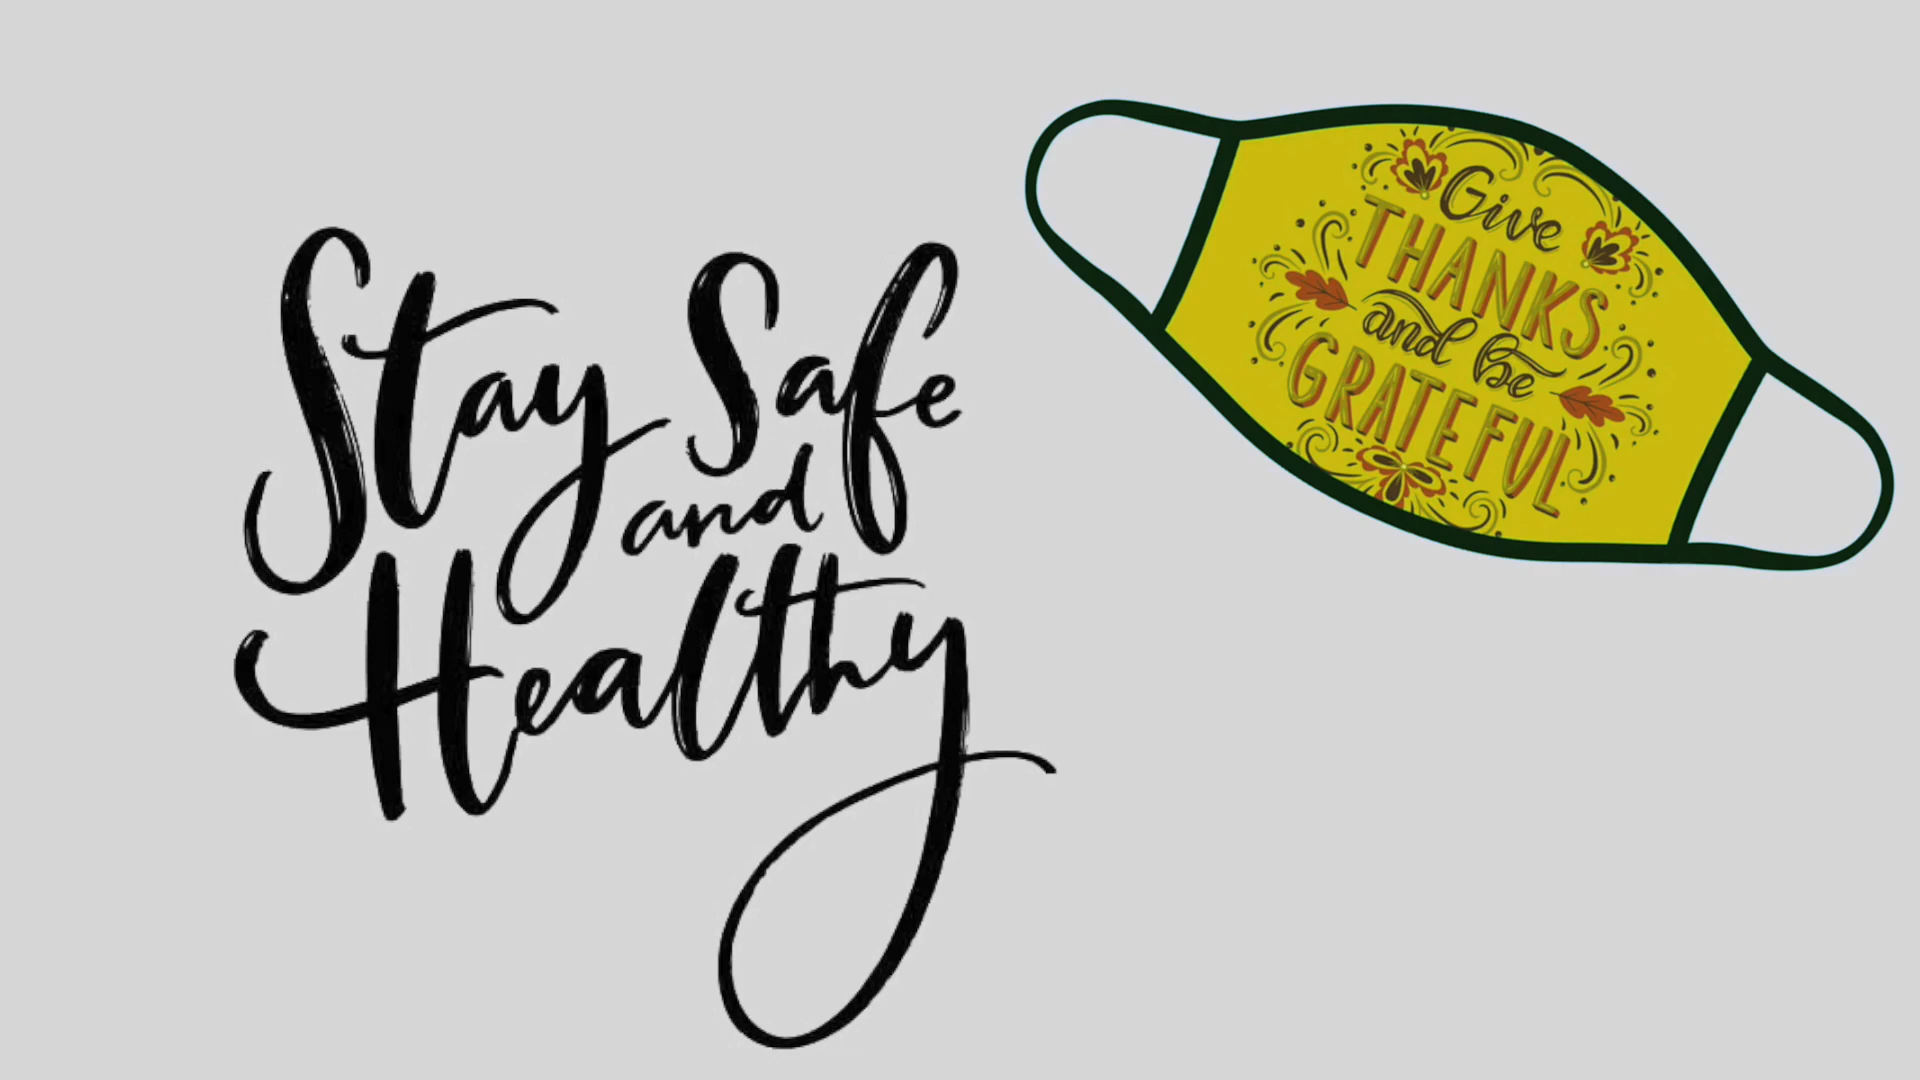 Stay Safe
and
Healthy
Give
THANKS
and be
GRATEFUL